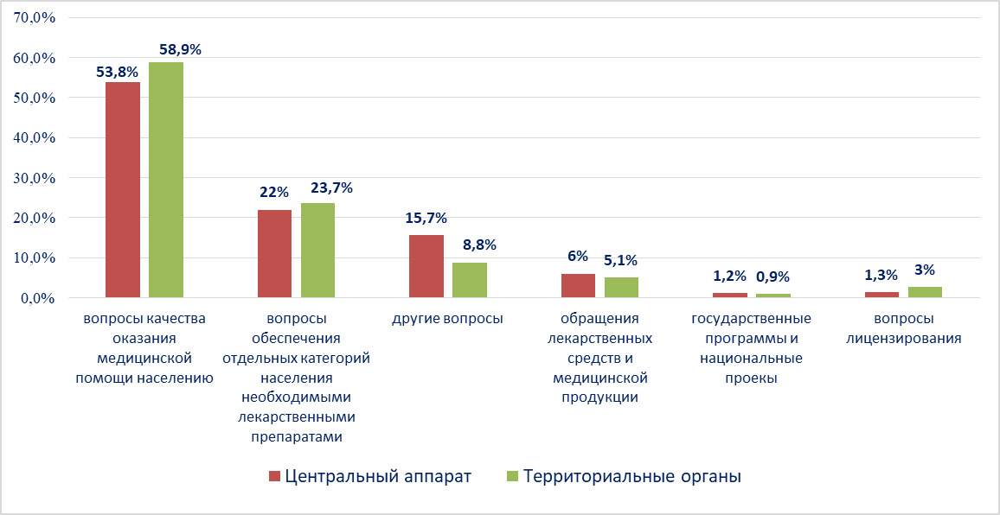 70,0%
60,0%
50,0%
40,0%
30,0%
20,0%
10,0%
0,0%
53,8%
58,9%
22%
23,7%
15,7%
8,8%
6%
5,1%
1,2%
0,9%
1,3%
3%
вопросы качества
оказания
медицинской
помощи населению
вопросы
обеспечения
отдельных категорий
населения
необходимыми
лекарственными
препаратами
другие вопросы
обращения
лекарственных
средств и
медицинской
продукции
государственные
программы и
национальные
проекы
вопросы
лицензирования
Центральный аппарат
Территориальные органы